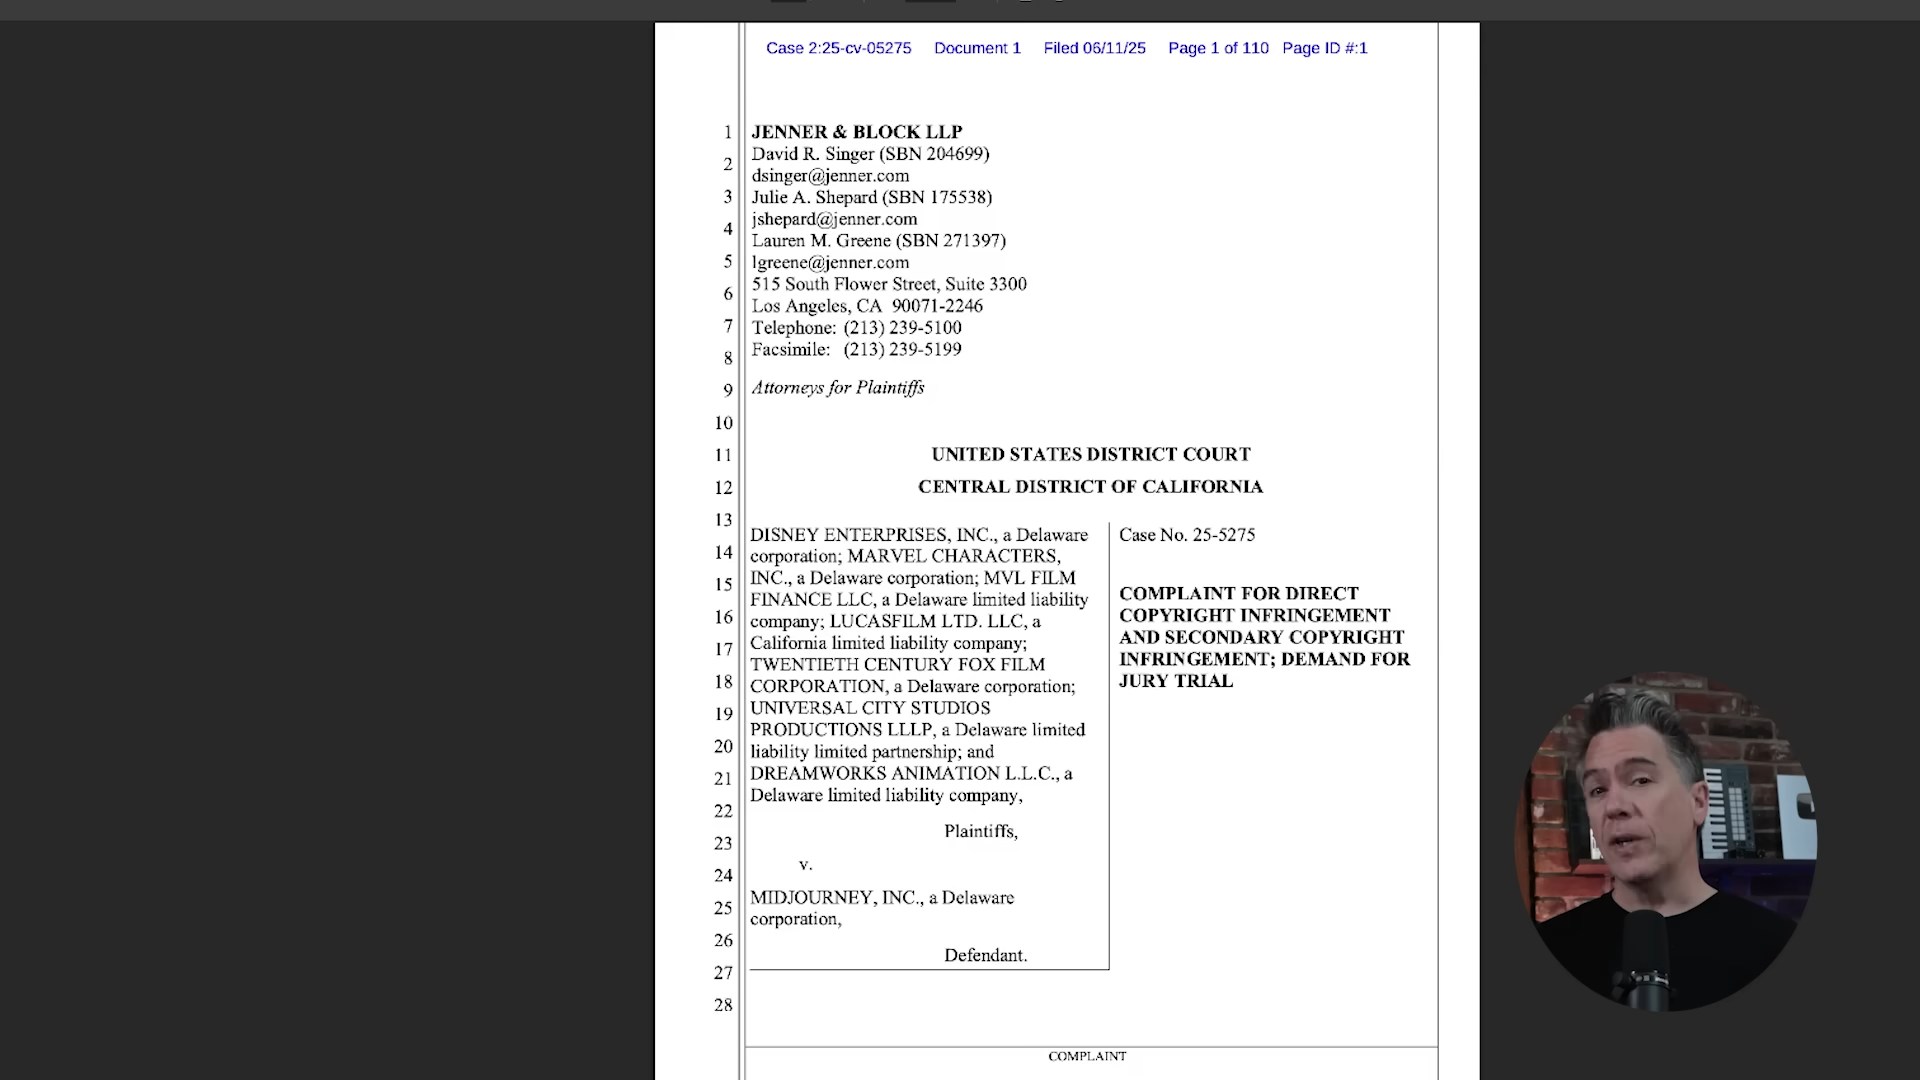 Case 2:25-cv-05275 Document 1 Filed 06/11/25 Page 1 of 110 Page ID #:1
1 JENNER & BLOCK LLP
David R. Singer (SBN 204699)
2
dsinger@jenner.com
3 Julie A. Shepard (SBN 175538)
jshepard@jenner.com
4
Lauren M. Greene (SBN 271397)
5 lgreene@jenner.com
515 South Flower Street, Suite 3300
6
Los Angeles, CA 90071-2246
7 Telephone: (213) 239-5100
8 Facsimile: (213) 239-5199
9 Attorneys for Plaintiffs
10
11 UNITED STATES DISTRICT COURT
12 CENTRAL DISTRICT OF CALIFORNIA
13
DISNEY ENTERPRISES, INC., a Delaware
14 corporation; MARVEL CHARACTERS,
15 INC., a Delaware corporation; MVL FILM
FINANCE LLC, a Delaware limited liability
16 company; LUCASFILM LTD. LLC, a
17 California limited liability company;
TWENTIETH CENTURY FOX FILM
18 CORPORATION, a Delaware corporation;
19 UNIVERSAL CITY STUDIOS
PRODUCTIONS LLLP, a Delaware limited
20 liability limited partnership; and
21 DREAMWORKS ANIMATION L.L.C., a
Delaware limited liability company,
22
Plaintiffs,
23
v.
24
MIDJOURNEY, INC., a Delaware
25 corporation,
26
Defendant.
27
28
Case No. 25-5275
COMPLAINT FOR DIRECT
COPYRIGHT INFRINGEMENT
AND SECONDARY COPYRIGHT
INFRINGEMENT; DEMAND FOR
JURY TRIAL
COMPLAINT